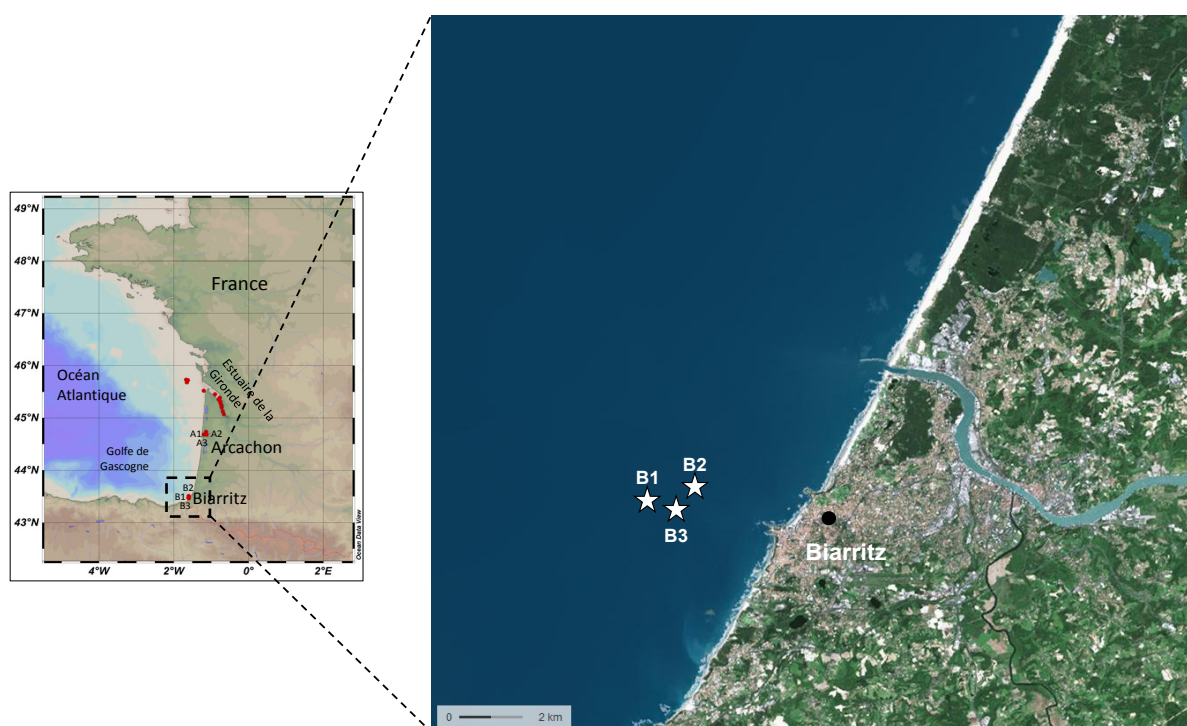 49°N
48°N
France
47°N
46°N
Estuaire de la
Gironde
Océan
Atlantique
45°N
A1 A2
A3 Arcachon
Golfe de
Gascogne
44°N
B2
B1 Biarritz
B3
43°N
4°W 2°W 0° 2°E
Ocean Data View
B1
B2
B3
Biarritz
0 2 km